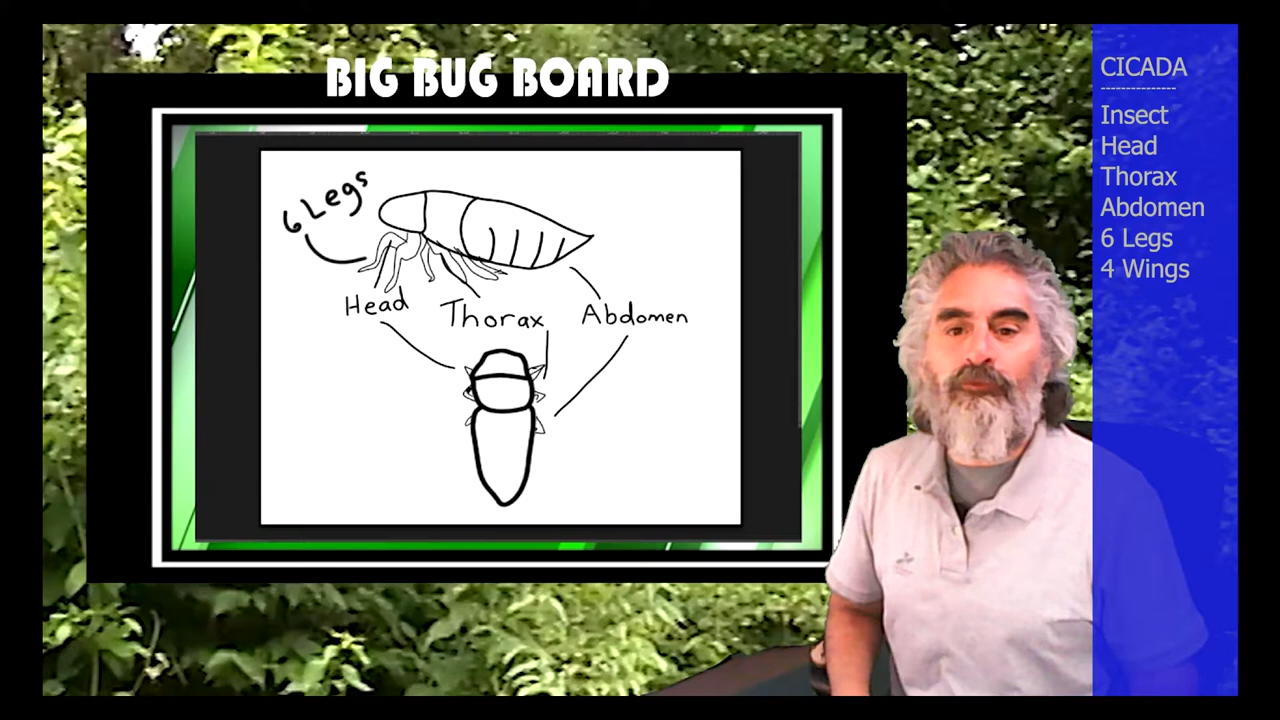 BIG BUG BOARD
6 Legs
Head
Thorax
Abdomen
CICADA
---------------
Insect
Head
Thorax
Abdomen
6 Legs
4 Wings